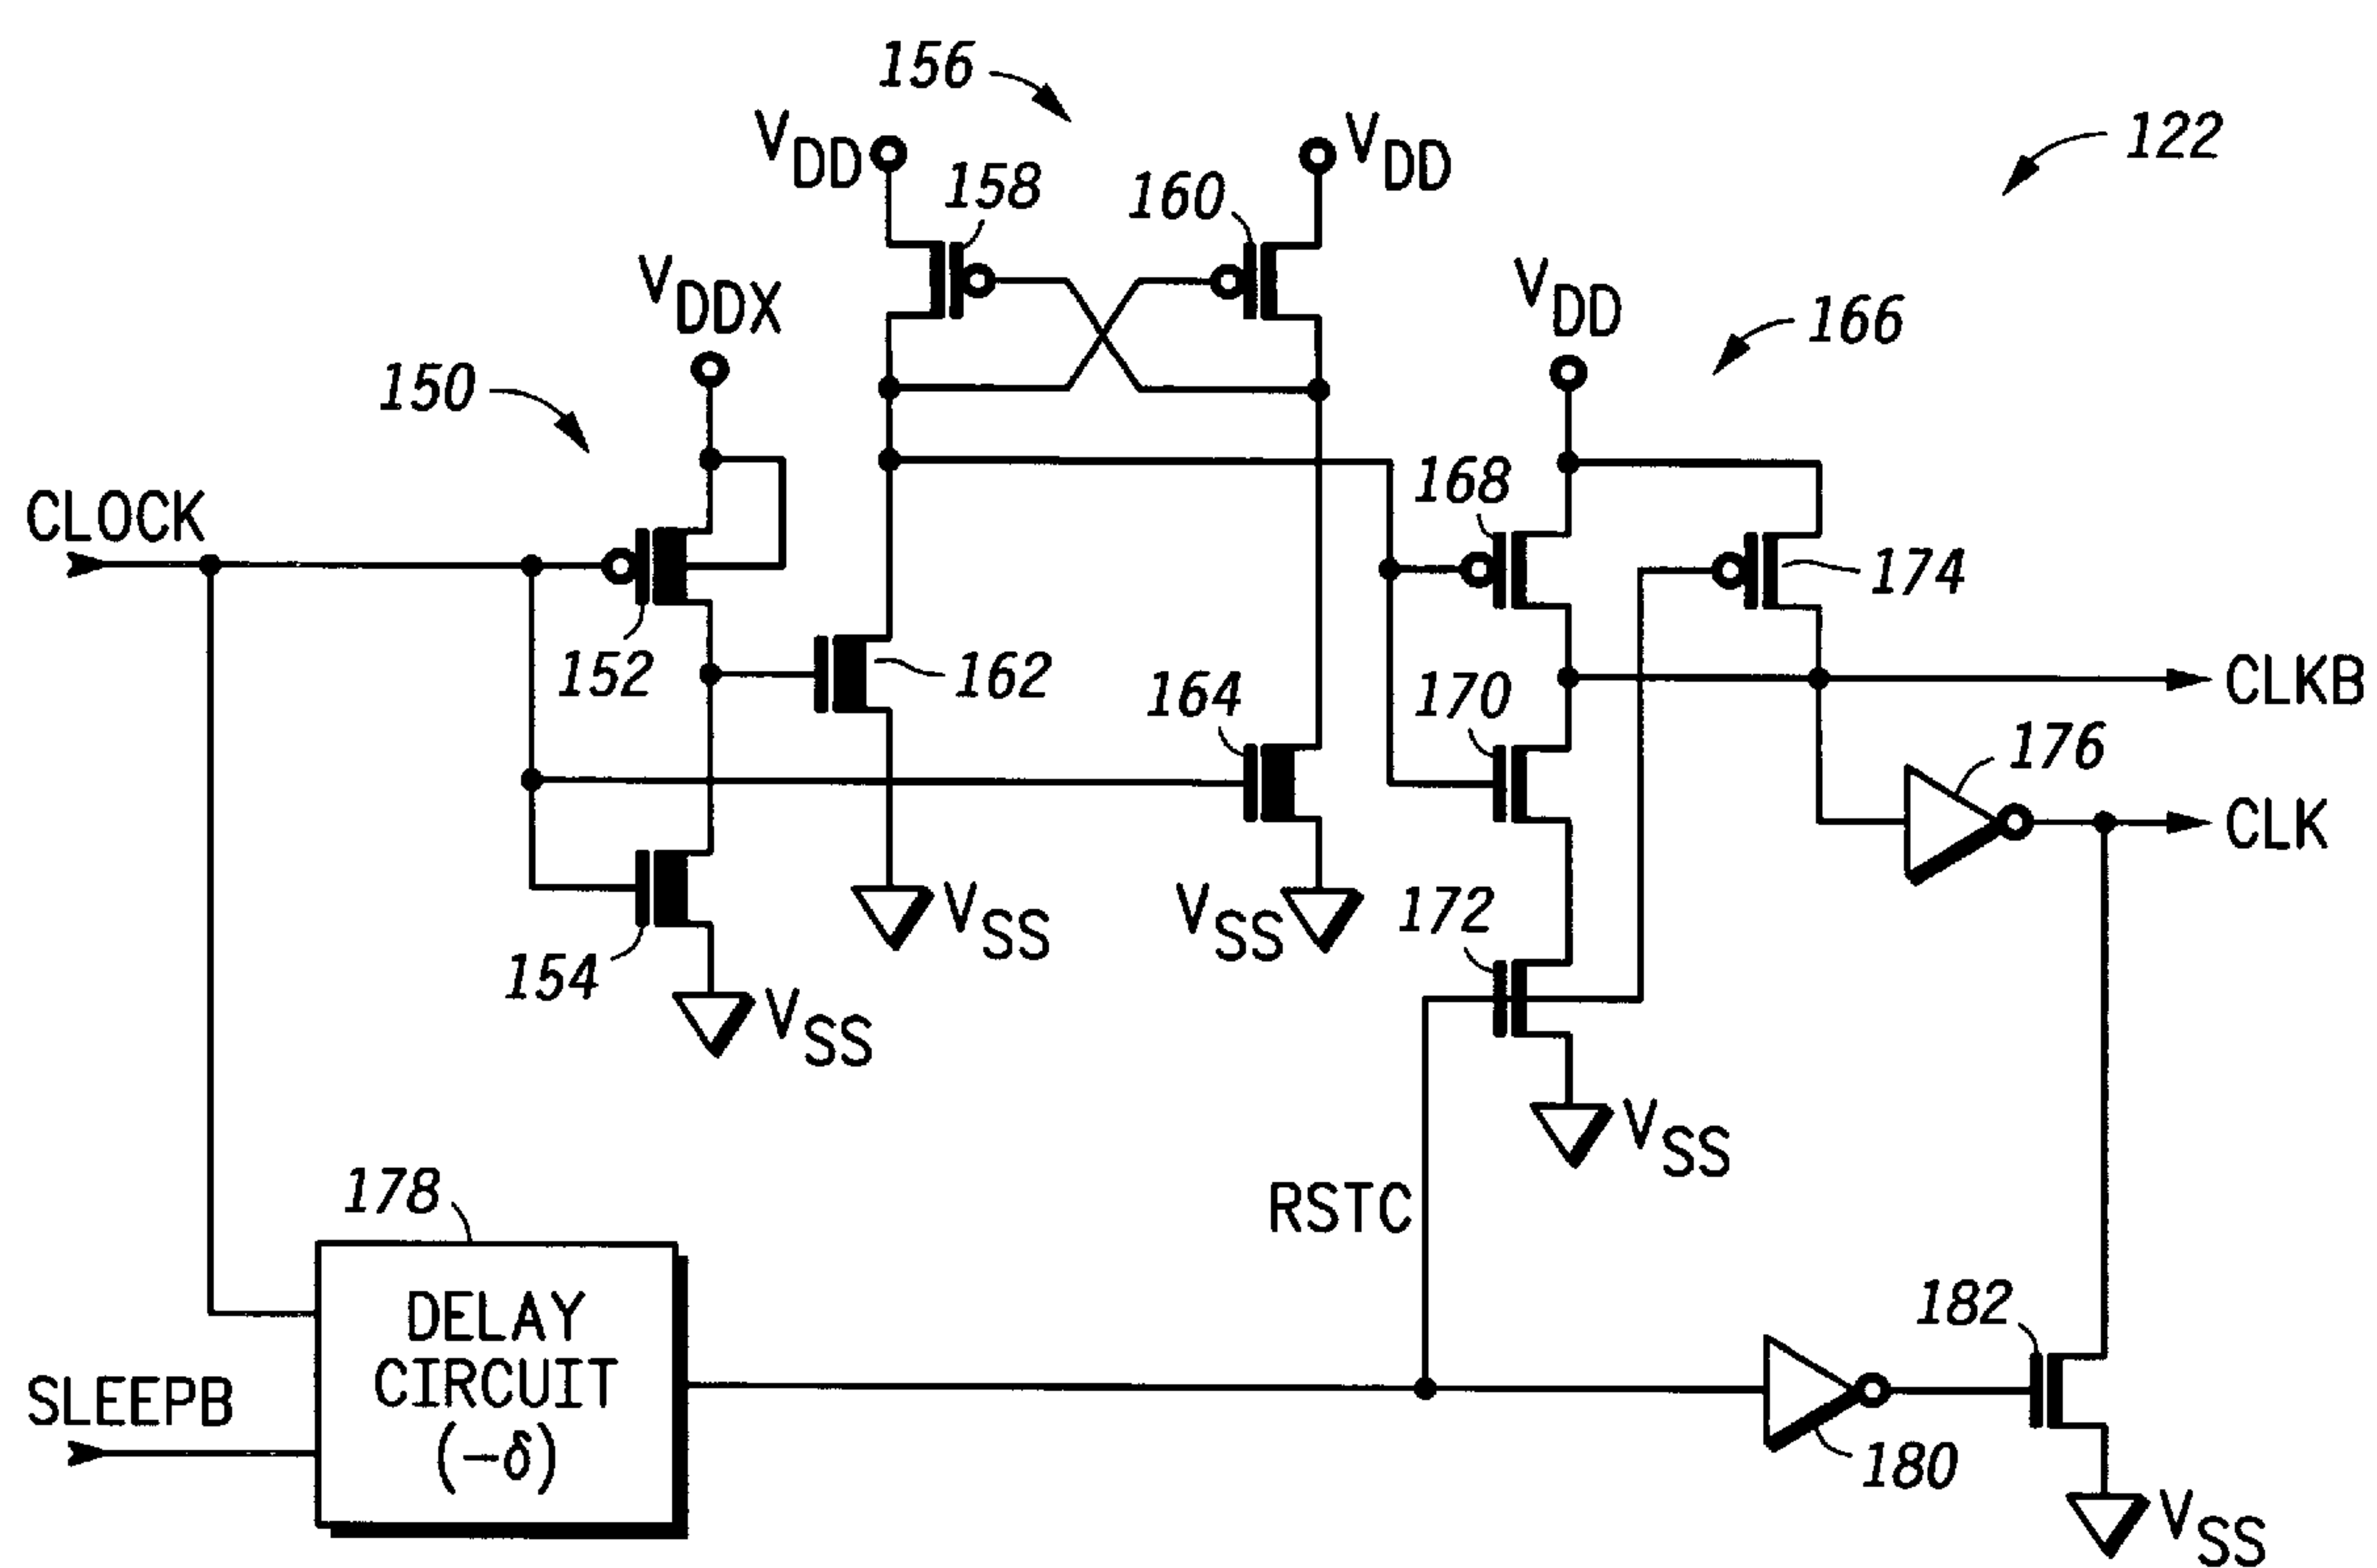 156
122
VDD
VDD
158
160
VDDX
VDD
166
150
CLOCK
168
174
152
162
164
170
CLKB
176
CLK
172
154
VSS
VSS
VSS
VSS
178
RSTC
DELAY
CIRCUIT
(−δ)
182
SLEEPB
180
VSS